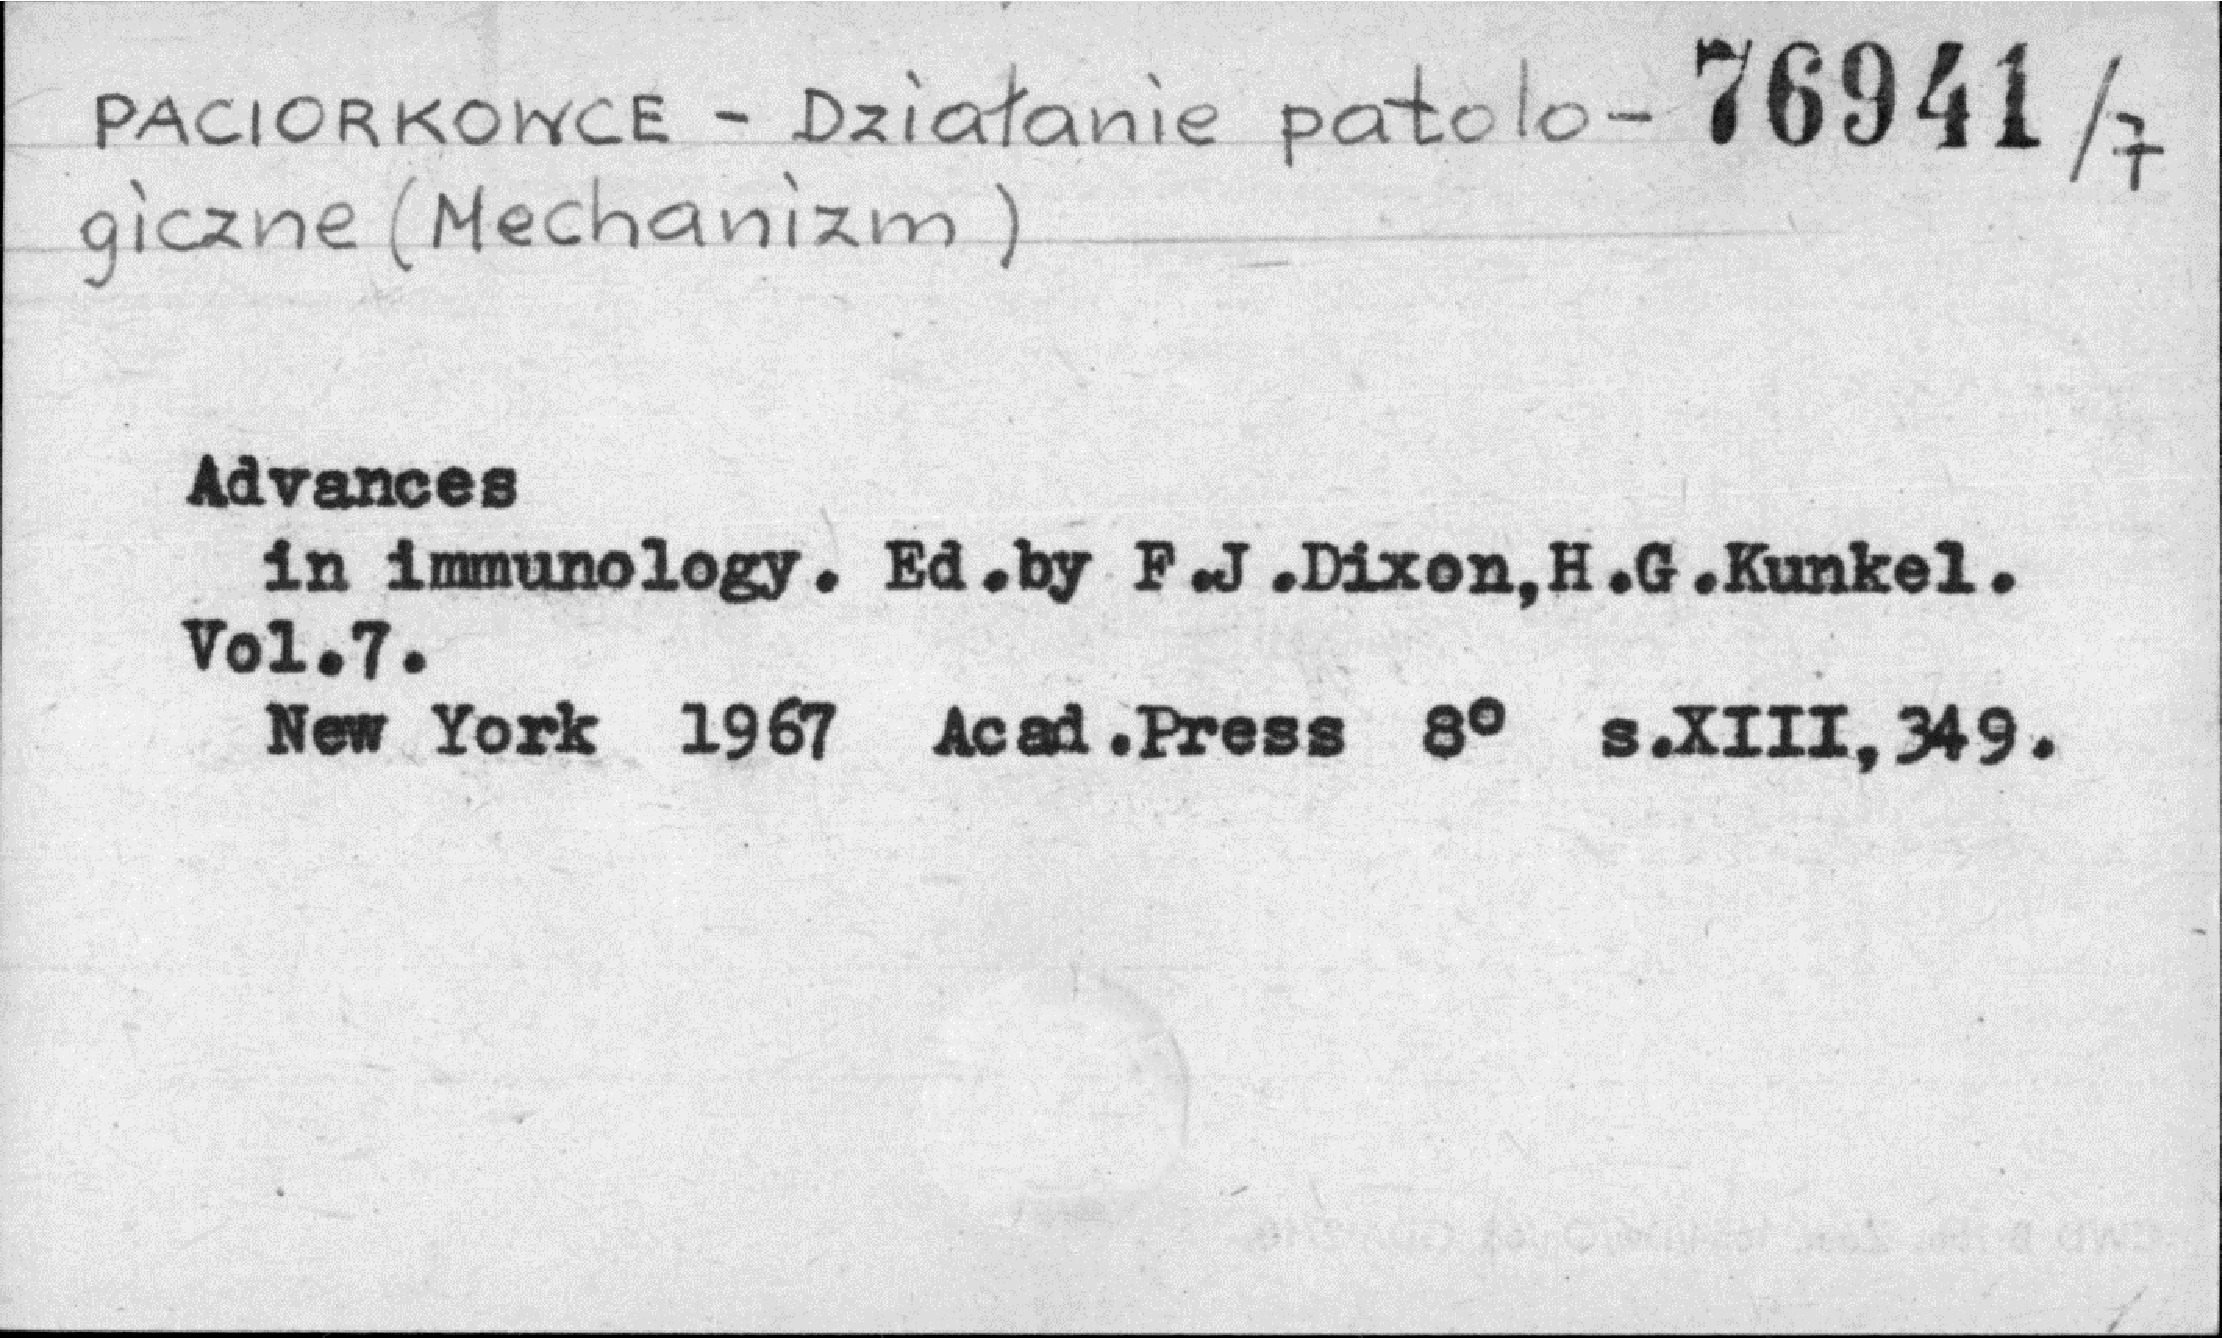 PACIORKOWCE - Działanie patolo- 76941/7
giczne (Mechanizm)
Advances
in immunology. Ed.by F.J.Dixon,H.G.Kunkel.
Vol.7.
New York 1967 Acad.Press 8° s.XIII,349.